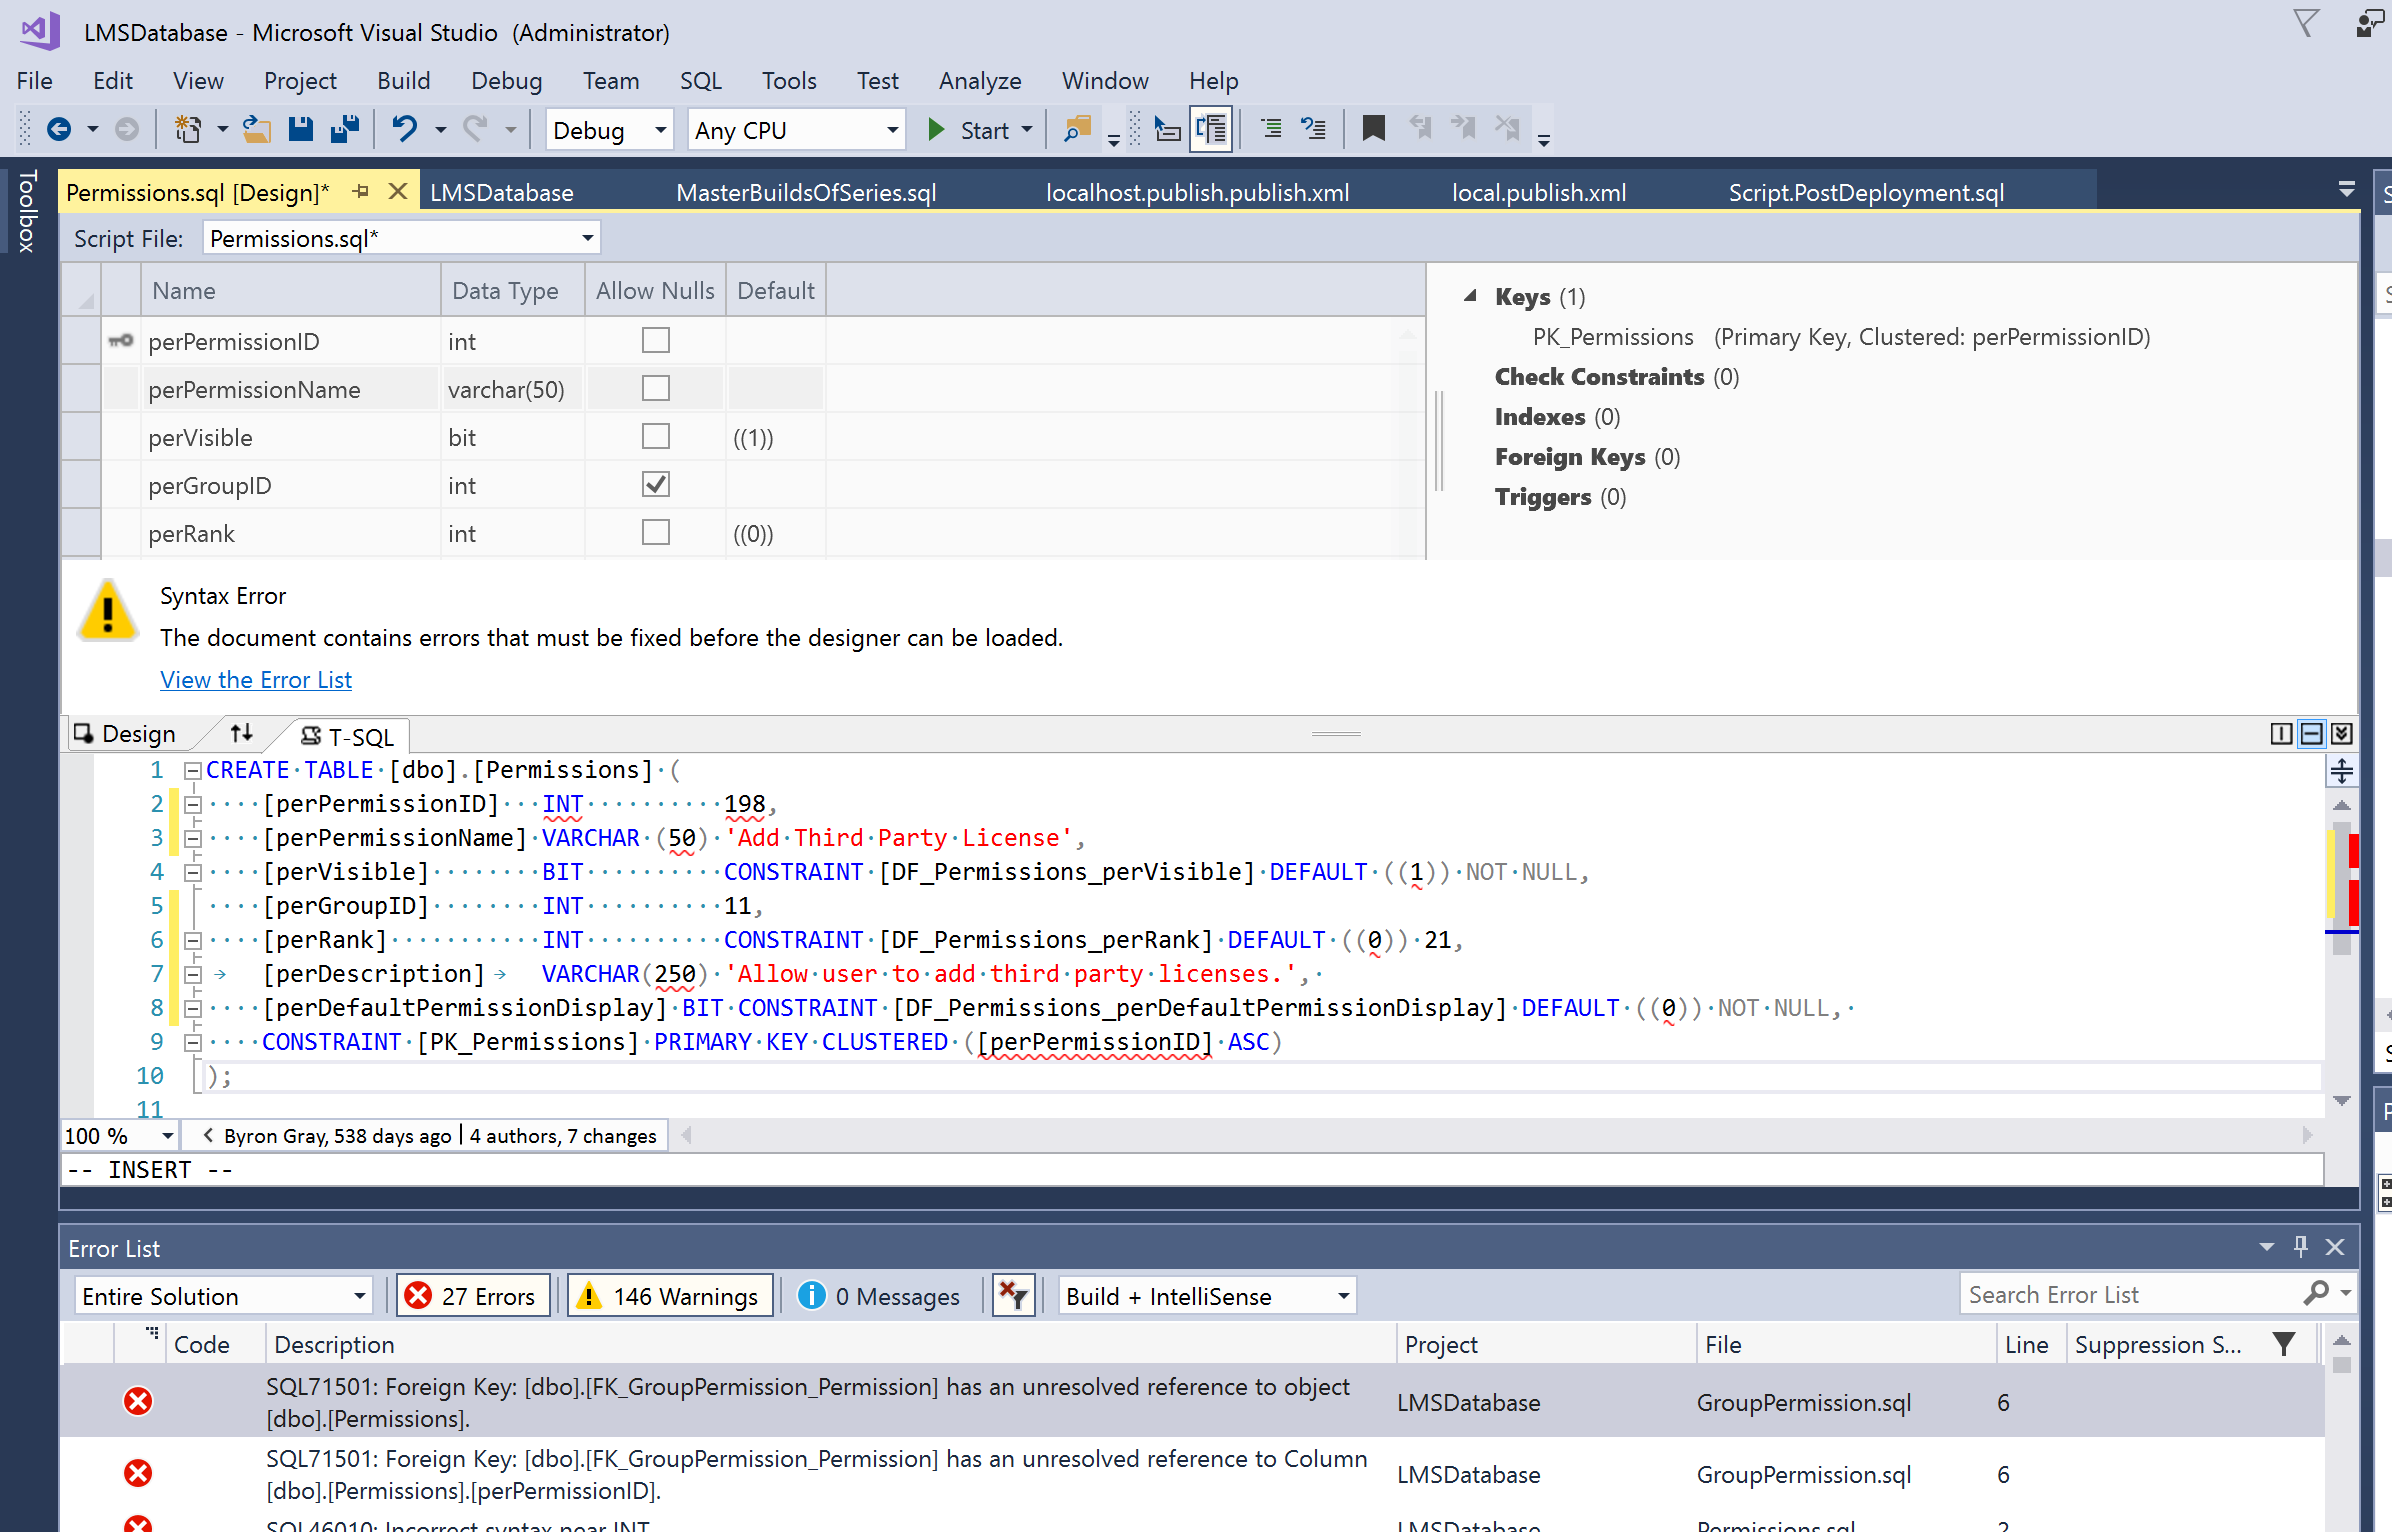 LMSDatabase - Microsoft Visual Studio (Administrator)
File Edit View Project Build Debug Team SQL Tools Test Analyze Window Help
Debug Any CPU Start
Toolbox
Permissions.sql [Design]* LMSDatabase MasterBuildsOfSeries.sql localhost.publish.publish.xml local.publish.xml Script.PostDeployment.sql
Script File: Permissions.sql*
Name Data Type Allow Nulls Default
perPermissionID int
perPermissionName varchar(50)
perVisible bit ((1))
perGroupID int
perRank int ((0))
Keys (1)
PK_Permissions (Primary Key, Clustered: perPermissionID)
Check Constraints (0)
Indexes (0)
Foreign Keys (0)
Triggers (0)
Syntax Error
The document contains errors that must be fixed before the designer can be loaded.
View the Error List
Design T-SQL
1 CREATE TABLE [dbo].[Permissions] (
2 [perPermissionID] INT 198,
3 [perPermissionName] VARCHAR (50) 'Add Third Party License',
4 [perVisible] BIT CONSTRAINT [DF_Permissions_perVisible] DEFAULT ((1)) NOT NULL,
5 [perGroupID] INT 11,
6 [perRank] INT CONSTRAINT [DF_Permissions_perRank] DEFAULT ((0)) 21,
7 [perDescription] VARCHAR(250) 'Allow user to add third party licenses.',
8 [perDefaultPermissionDisplay] BIT CONSTRAINT [DF_Permissions_perDefaultPermissionDisplay] DEFAULT ((0)) NOT NULL,
9 CONSTRAINT [PK_Permissions] PRIMARY KEY CLUSTERED ([perPermissionID] ASC)
10 );
11
100 % Byron Gray, 538 days ago | 4 authors, 7 changes
-- INSERT --
Error List
Entire Solution 27 Errors 146 Warnings 0 Messages Build + IntelliSense Search Error List
Code Description Project File Line Suppression S...
SQL71501: Foreign Key: [dbo].[FK_GroupPermission_Permission] has an unresolved reference to object
[dbo].[Permissions].
LMSDatabase GroupPermission.sql 6
SQL71501: Foreign Key: [dbo].[FK_GroupPermission_Permission] has an unresolved reference to Column
[dbo].[Permissions].[perPermissionID].
LMSDatabase GroupPermission.sql 6
SQL46010: Incorrect syntax near INT LMSDatabase Permissions.sql 2